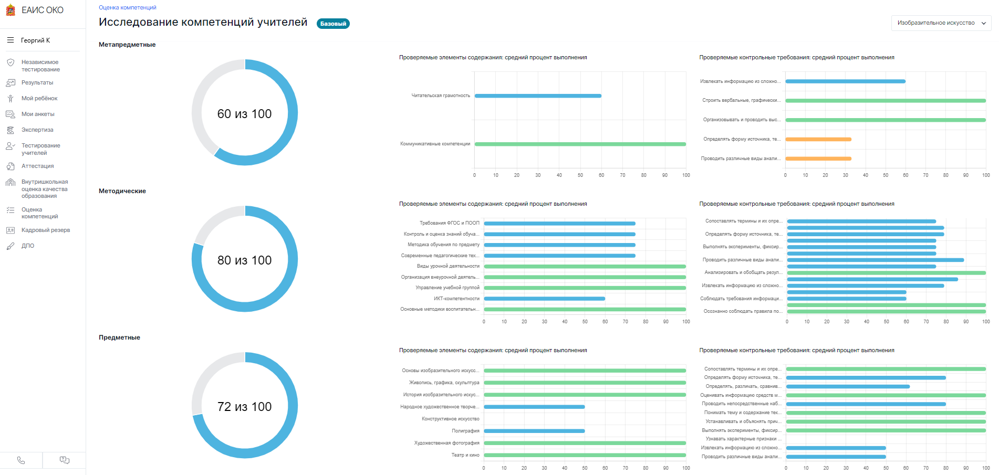 ЕАИС ОКО
Георгий К
Независимое
тестирование
Результаты
Мой ребёнок
Мои анкеты
Экспертиза
Тестирование
учителей
Аттестация
Внутришкольная
оценка качества
образования
Оценка
компетенций
Кадровый резерв
ДПО
Оценка компетенций
Исследование компетенций учителей
Базовый
Изобразительное искусство
Метапредметные
60 из 100
Проверяемые элементы содержания: средний процент выполнения
Читательская грамотность
Коммуникативные компетенции
0 10 20 30 40 50 60 70 80 90 100
Проверяемые контрольные требования: средний процент выполнения
Извлекать информацию из сложно...
Строить вербальные, графически...
Организовывать и проводить выс...
Определять форму источника, те...
Проводить различные виды анали...
0 10 20 30 40 50 60 70 80 90 100
Методические
80 из 100
Проверяемые элементы содержания: средний процент выполнения
Требования ФГОС и ПООП
Контроль и оценка знаний обуча...
Методика обучения по предмету
Современные педагогические тех...
Виды урочной деятельности
Организация внеурочной деятель...
Управление учебной группой
ИКТ-компетентности
Основные методики воспитательн...
0 10 20 30 40 50 60 70 80 90 100
Проверяемые контрольные требования: средний процент выполнения
Сопоставлять термины и их опре...
Определять форму источника, те...
Выполнять эксперименты, фиксир...
Проводить различные виды анали...
Анализировать и обобщать резул...
Извлекать информацию из сложно...
Соблюдать требования информаци...
Осознанно соблюдать правила по...
0 10 20 30 40 50 60 70 80 90 100
Предметные
72 из 100
Проверяемые элементы содержания: средний процент выполнения
Основы изобразительного искусс...
Живопись, графика, скульптура
История изобразительного искус...
Народное художественное творче...
Конструктивное искусство
Полиграфия
Художественная фотография
Театр и кино
0 10 20 30 40 50 60 70 80 90 100
Проверяемые контрольные требования: средний процент выполнения
Сопоставлять термины и их опре...
Определять форму источника, те...
Определять, различать, сравнив...
Оценивать информацию средств м...
Проводить непосредственные наб...
Понимать тему и содержание тек...
Устанавливать и объяснять прич...
Выполнять эксперименты, фиксир...
Узнавать характерные признаки ...
Извлекать информацию из сложно...
Проводить различные виды анали...
0 10 20 30 40 50 60 70 80 90 100